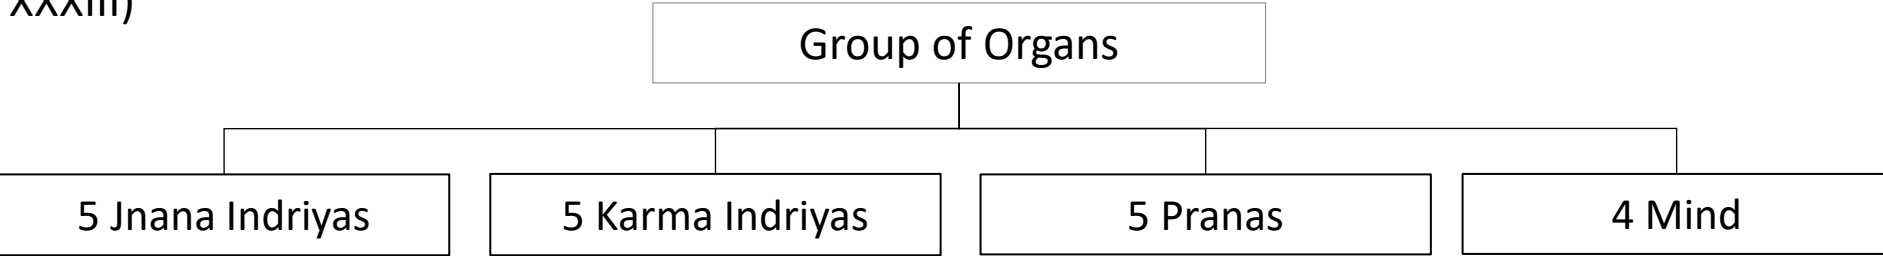 XXXIII)
Group of Organs
5 Jnana Indriyas
5 Karma Indriyas
5 Pranas
4 Mind